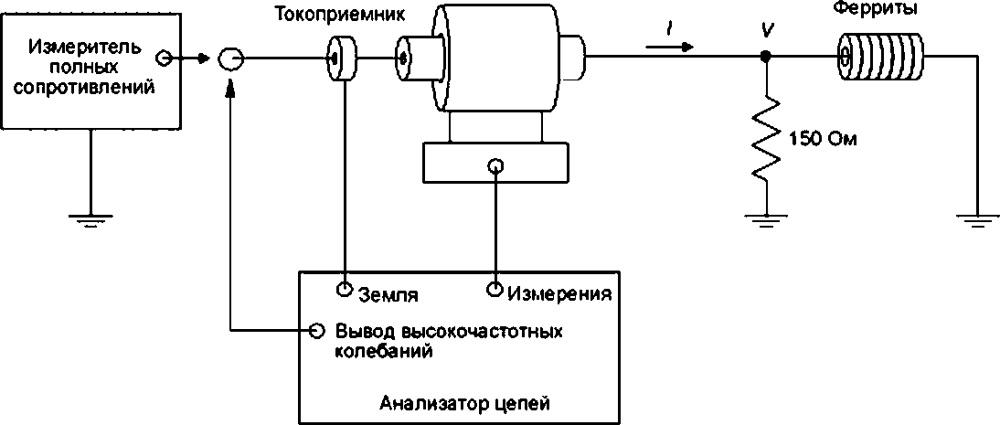 Токоприемник
Ферриты
I
V
Измеритель
полных
сопротивлений
150 Ом
Земля
Измерения
Вывод высокочастотных
колебаний
Анализатор цепей